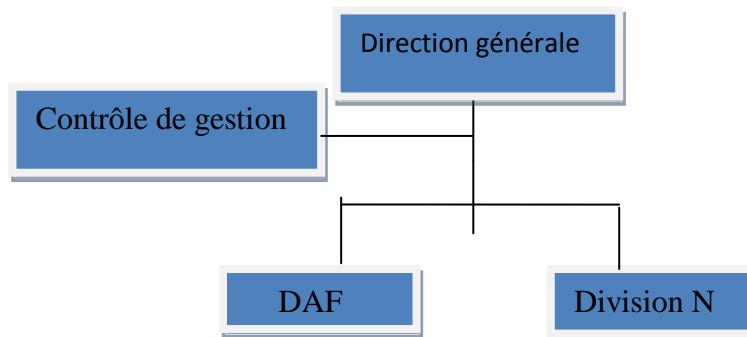 Direction générale
Contrôle de gestion
DAF
Division N